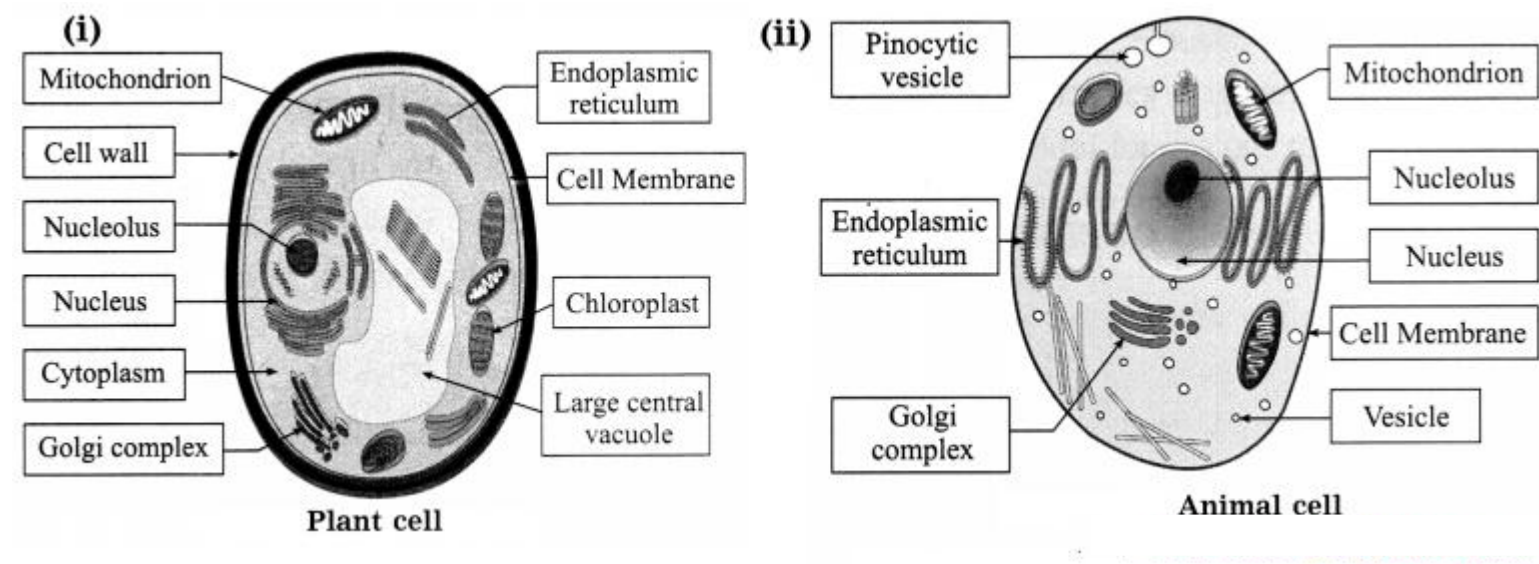 (i)
Mitochondrion
Cell wall
Nucleolus
Nucleus
Cytoplasm
Golgi complex
Endoplasmic
reticulum
Cell Membrane
Chloroplast
Large central
vacuole
Plant cell
(ii)
Pinocytic
vesicle
Endoplasmic
reticulum
Golgi
complex
Mitochondrion
Nucleolus
Nucleus
Cell Membrane
Vesicle
Animal cell